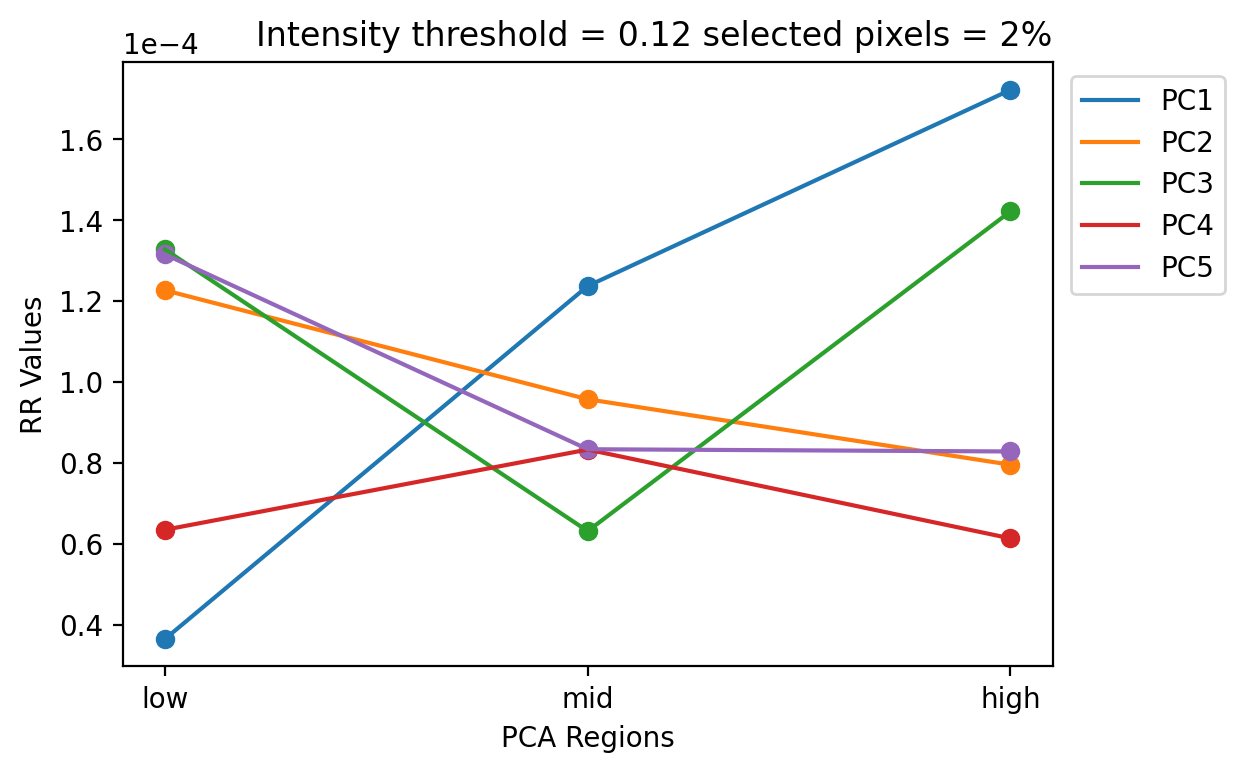 Intensity threshold = 0.12 selected pixels = 2%
1e−4
1.6
1.4
1.2
1.0
0.8
0.6
0.4
RR Values
low
mid
high
PCA Regions
PC1
PC2
PC3
PC4
PC5